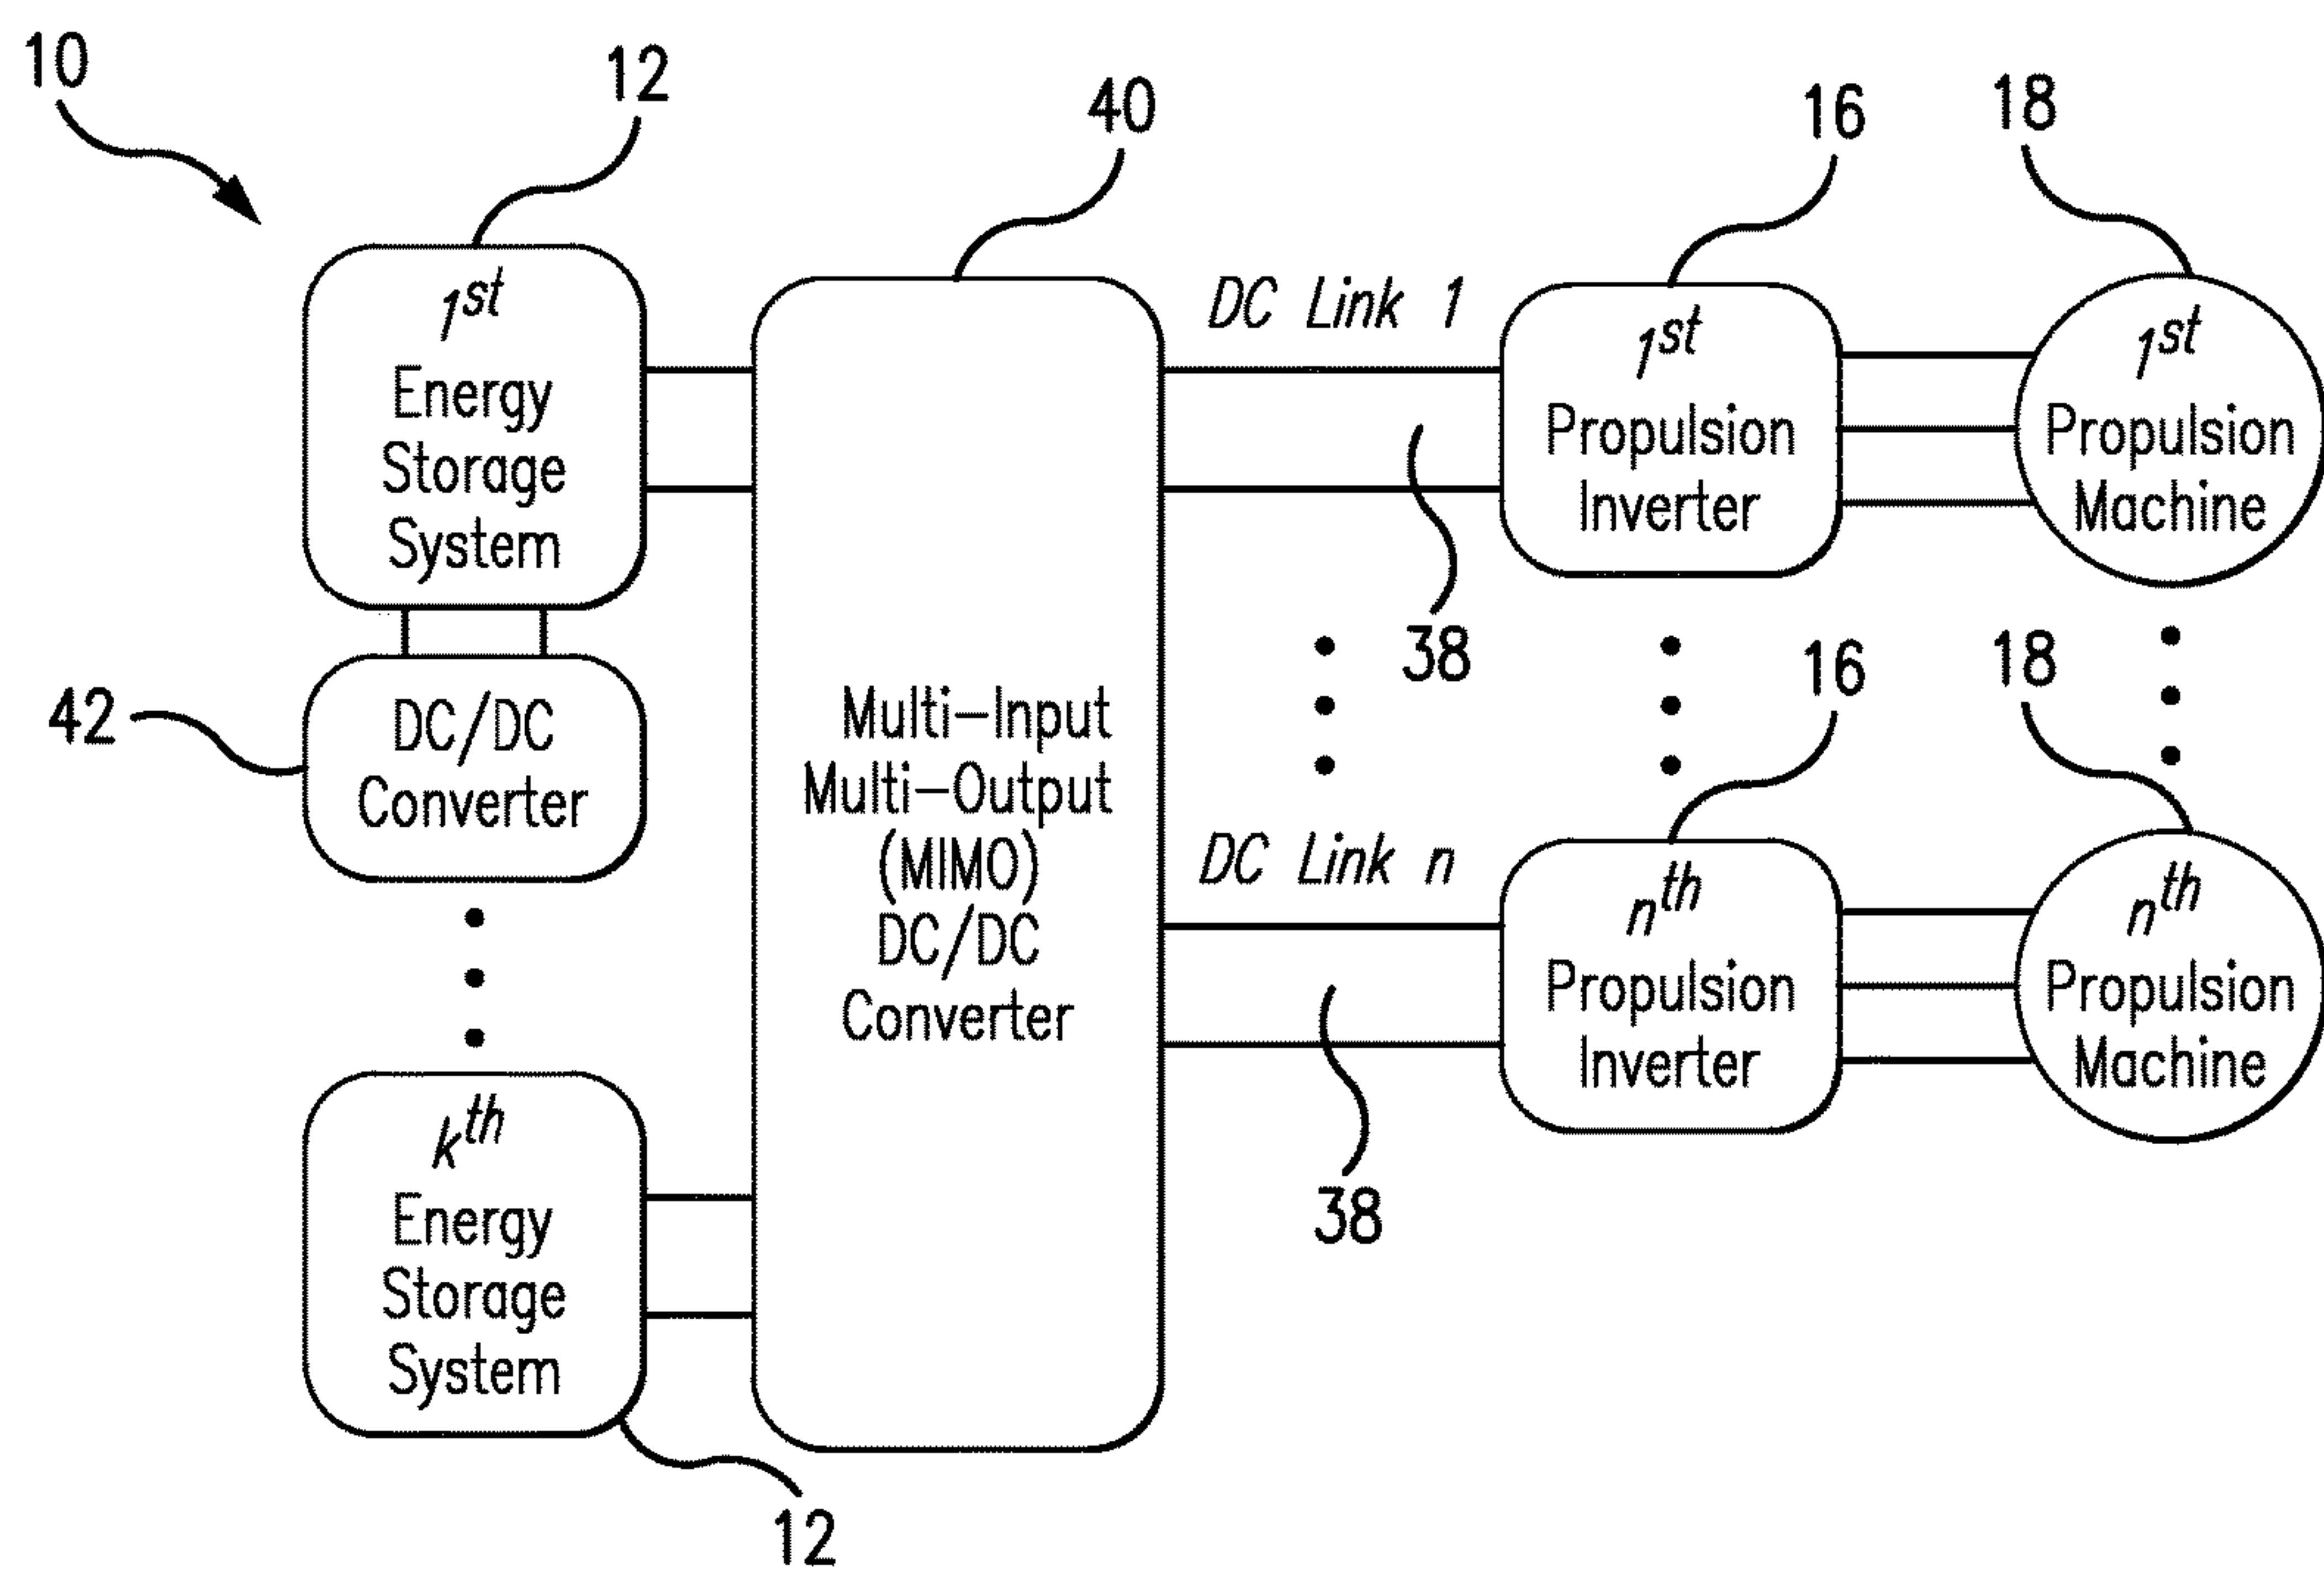 10
12
40
16
18
1st
Energy
Storage
System
DC Link 1
1st
Propulsion
Inverter
1st
Propulsion
Machine
38
42
DC/DC
Converter
Multi-Input
Multi-Output
(MIMO)
DC/DC
Converter
16
18
DC Link n
nth
Propulsion
Inverter
nth
Propulsion
Machine
38
kth
Energy
Storage
System
12